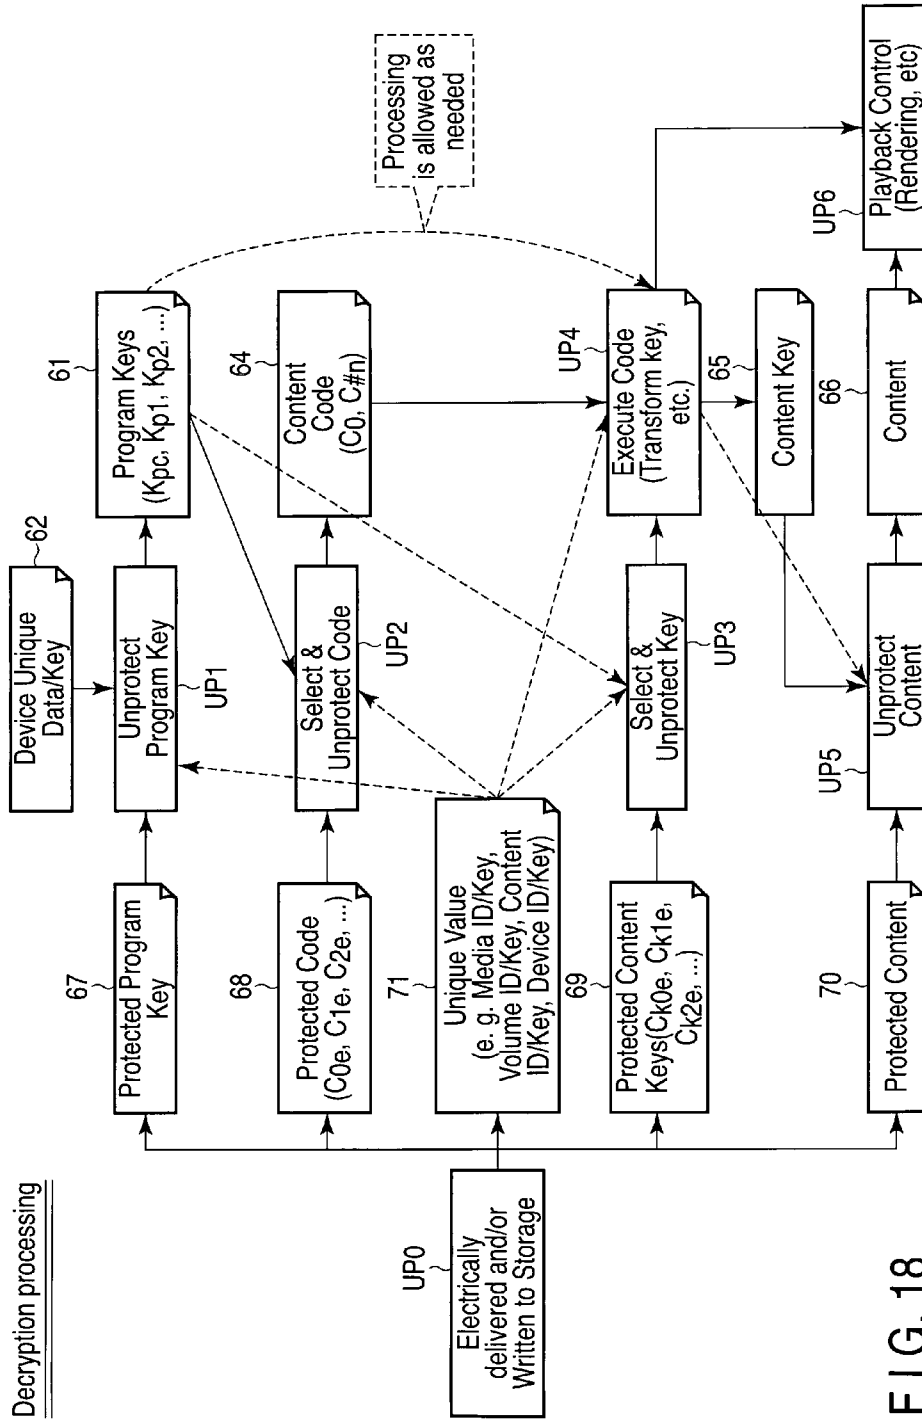 Decryption processing
UP0
Electrically
delivered and/or
Written to Storage
67
Protected Program
Key
68
Protected Code
(C0e, C1e, C2e, ...)
71
Unique Value
(e. g. Media ID/Key,
Volume ID/Key, Content
ID/Key, Device ID/Key)
69
Protected Content
Keys(Ck0e, Ck1e,
Ck2e, ...)
70
Protected Content
Device Unique
Data/Key
62
Unprotect
Program Key
UP1
Select &
Unprotect Code
UP2
Select &
Unprotect Key
UP3
UP5
Unprotect
Content
61
Program Keys
(Kpc, Kp1, Kp2, ...)
64
Content
Code
(C0, C#n)
UP4
Execute Code
(Transform key,
etc.)
65
Content Key
66
Content
Processing
is allowed as
needed
UP6
Playback Control
(Rendering, etc)
F I G. 18